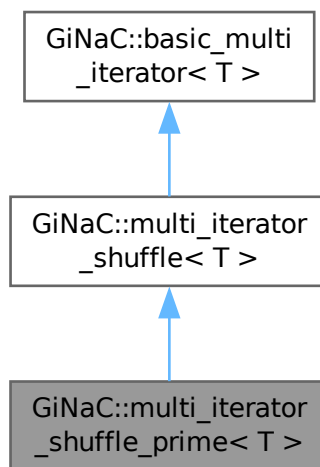 GiNaC::basic_multi
_iterator< T >
GiNaC::multi_iterator
_shuffle< T >
GiNaC::multi_iterator
_shuffle_prime< T >